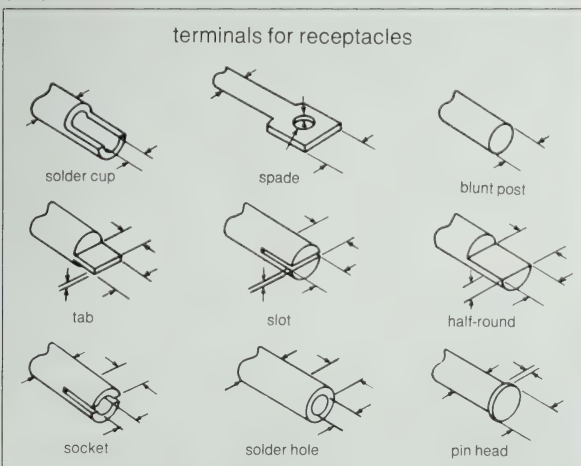 terminals for receptacles
solder cup
spade
blunt post
tab
slot
half-round
socket
solder hole
pin head